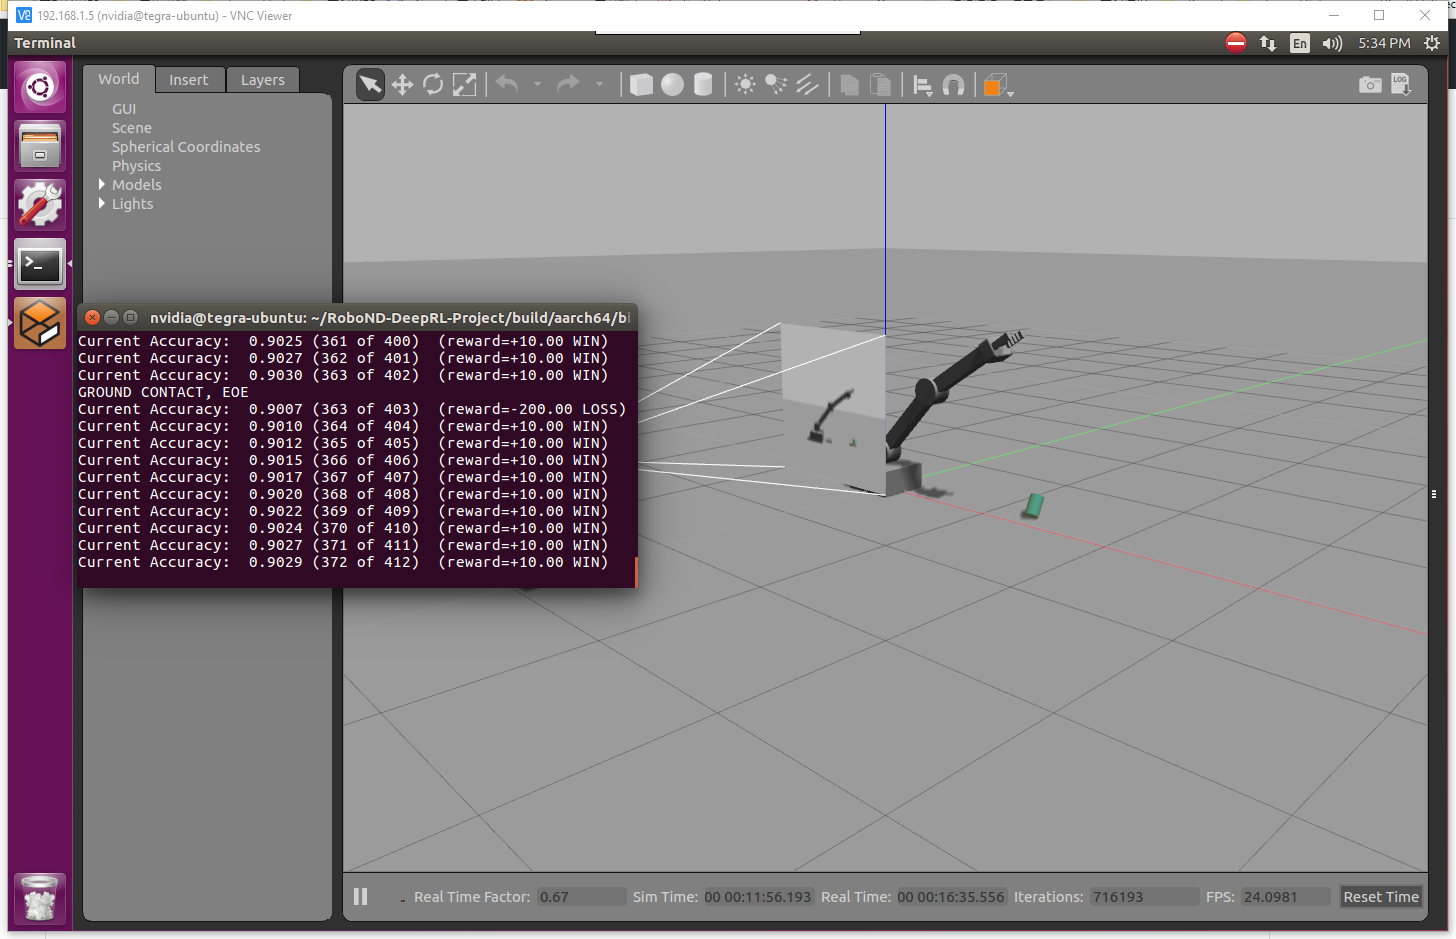 192.168.1.5 (nvidia@tegra-ubuntu) - VNC Viewer
Terminal
En
5:34 PM
World
Insert
Layers
LOG
GUI
Scene
Spherical Coordinates
Physics
Models
Lights
nvidia@tegra-ubuntu: ~/RoboND-DeepRL-Project/build/aarch64/bi
Current Accuracy:  0.9025 (361 of 400)  (reward=+10.00 WIN)
Current Accuracy:  0.9027 (362 of 401)  (reward=+10.00 WIN)
Current Accuracy:  0.9030 (363 of 402)  (reward=+10.00 WIN)
GROUND CONTACT, EOE
Current Accuracy:  0.9007 (363 of 403)  (reward=-200.00 LOSS)
Current Accuracy:  0.9010 (364 of 404)  (reward=+10.00 WIN)
Current Accuracy:  0.9012 (365 of 405)  (reward=+10.00 WIN)
Current Accuracy:  0.9015 (366 of 406)  (reward=+10.00 WIN)
Current Accuracy:  0.9017 (367 of 407)  (reward=+10.00 WIN)
Current Accuracy:  0.9020 (368 of 408)  (reward=+10.00 WIN)
Current Accuracy:  0.9022 (369 of 409)  (reward=+10.00 WIN)
Current Accuracy:  0.9024 (370 of 410)  (reward=+10.00 WIN)
Current Accuracy:  0.9027 (371 of 411)  (reward=+10.00 WIN)
Current Accuracy:  0.9029 (372 of 412)  (reward=+10.00 WIN)
Real Time Factor: 0.67 Sim Time: 00 00:11:56.193 Real Time: 00 00:16:35.556 Iterations: 716193 FPS: 24.0981 Reset Time